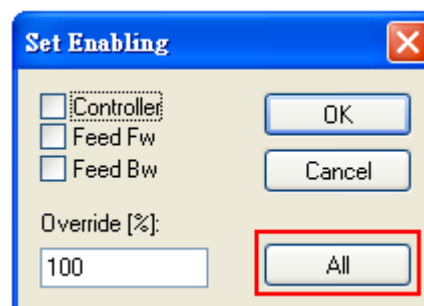 Set Enabling
Controller
Feed Fw
Feed Bw
OK
Cancel
Override [%]:
100
All